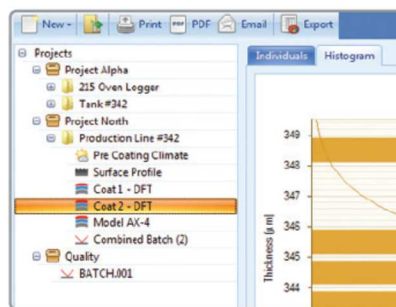 New Print PDF Email Export
Projects
Project Alpha
215 Oven Logger
Tank #342
Project North
Production Line #342
Pre Coating Climate
Surface Profile
Coat 1 - DFT
Coat 2 - DFT
Model AX-4
Combined Batch (2)
Quality
BATCH.001
Individuals Histogram
349
348
347
346
345
344
Thickness [µm]